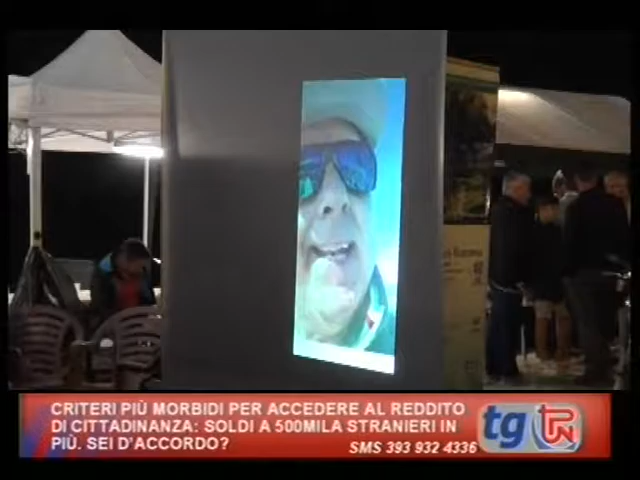 CRITERI PIÙ MORBIDI PER ACCEDERE AL REDDITO
DI CITTADINANZA: SOLDI A 500MILA STRANIERI IN
PIÙ. SEI D'ACCORDO?
SMS 393 932 4336
tg TRN